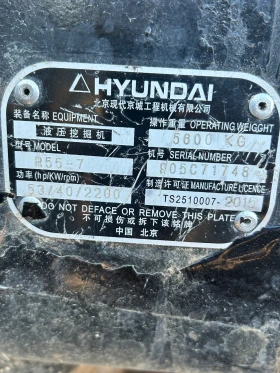 HYUNDAI
北京现代京城工程机械有限公司
装备名称 EQUIPMENT 操作重量 OPERATING WEIGHT
液压挖掘机 5600 KG
型号 MODEL 机号 SERIAL NUMBER
R55-7 805C71748
功率 (hp/KW/rpm) 制造许可证 MANUFACTURE LICENCE
53/40/2200 TS2510007-2015
DO NOT DEFACE OR REMOVE THIS PLATE
不可损伤或拆下该铭牌
中国 北京